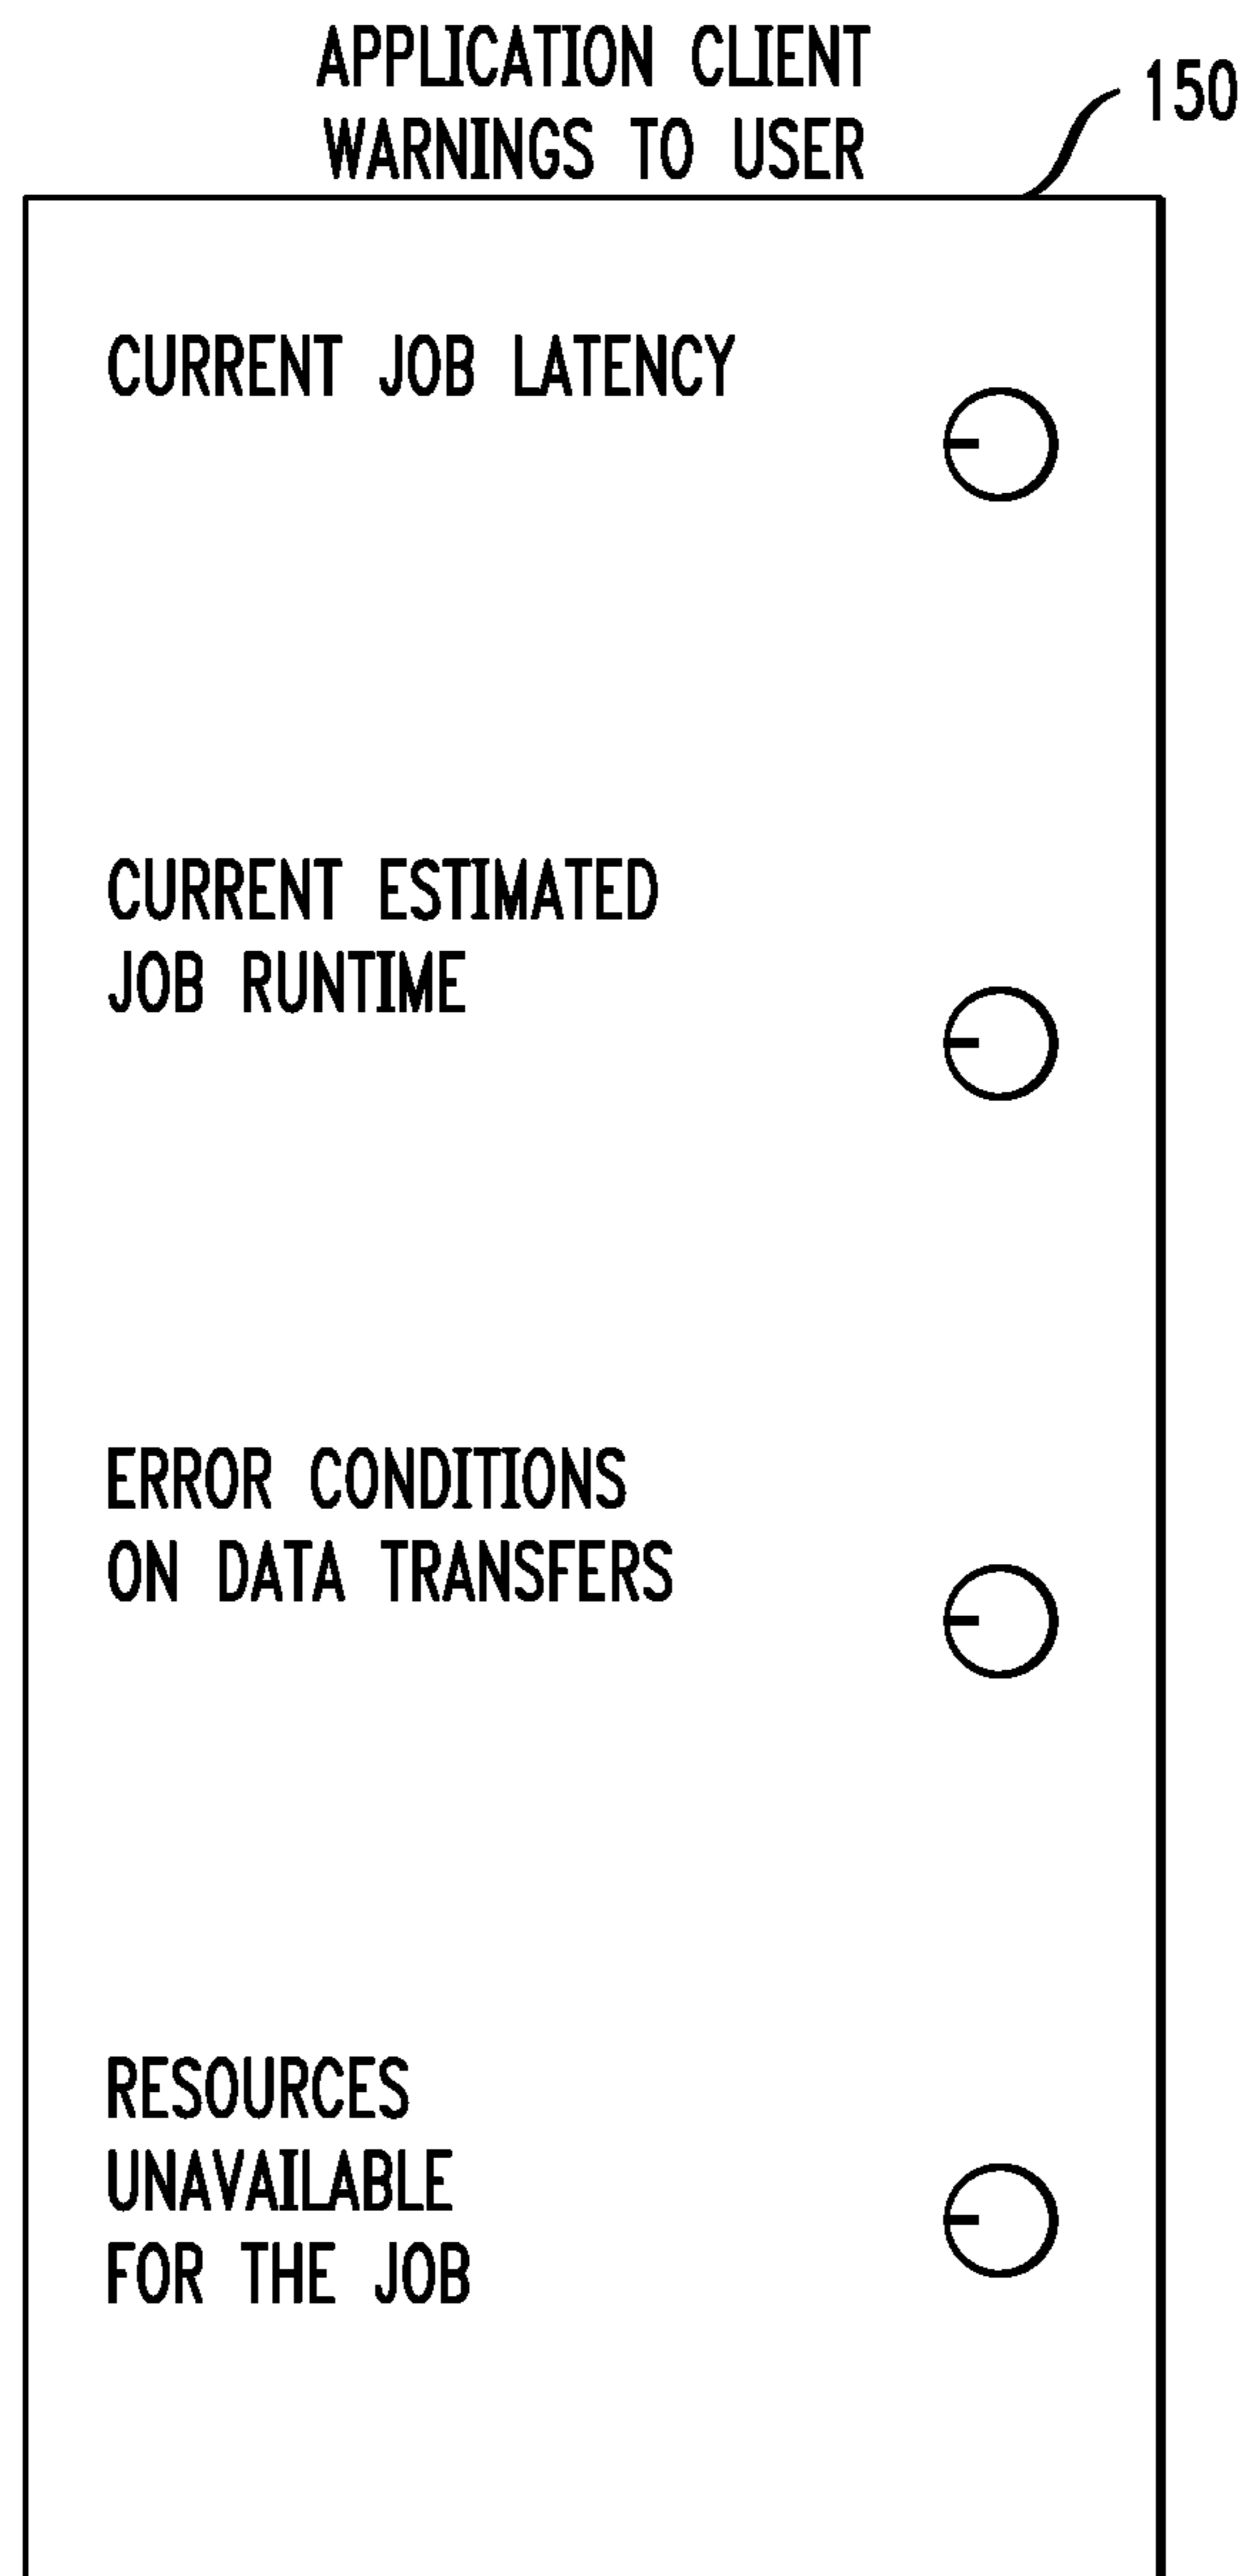 APPLICATION CLIENT
WARNINGS TO USER
150
CURRENT JOB LATENCY
CURRENT ESTIMATED
JOB RUNTIME
ERROR CONDITIONS
ON DATA TRANSFERS
RESOURCES
UNAVAILABLE
FOR THE JOB